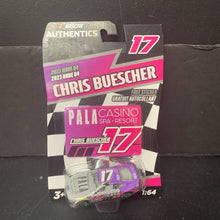 NASCAR
AUTHENTICS
17
2023 WAVE 04
2023 WAVE 04
CHRIS BUESCHER
FREE STICKER
GRATUIT AUTOCOLLANT
PALA CASINO
SPA • RESORT
CHRIS BUESCHER
17
17
3+
1:64